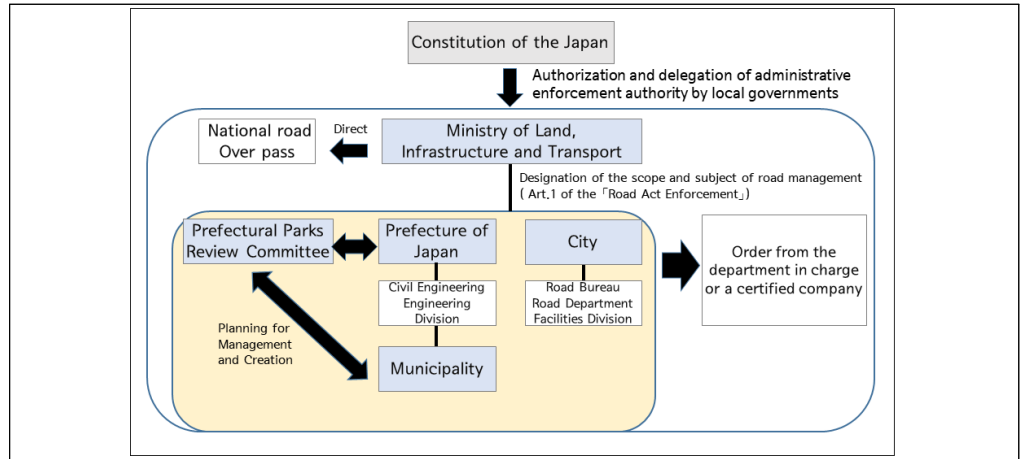 Constitution of the Japan
Authorization and delegation of administrative
enforcement authority by local governments
National road
Over pass
Direct
Ministry of Land,
Infrastructure and Transport
Designation of the scope and subject of road management
( Art.1 of the「Road Act Enforcement」)
Prefectural Parks
Review Committee
Prefecture of
Japan
City
Order from the
department in charge
or a certified company
Civil Engineering
Engineering
Division
Road Bureau
Road Department
Facilities Division
Planning for
Management
and Creation
Municipality